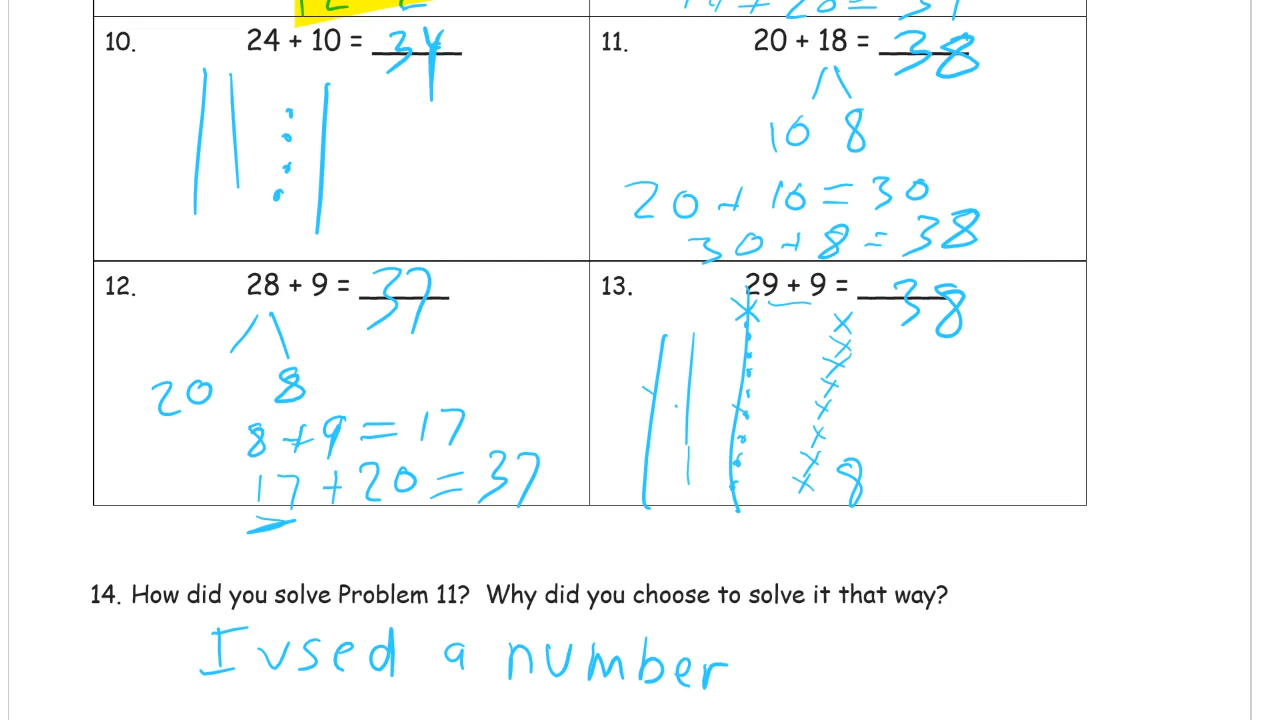 10. 24 + 10 = 34
11. 20 + 18 = 38
10 8
20 + 10 = 30
30 + 8 = 38
12. 28 + 9 = 37
20 8
8 + 9 = 17
17 + 20 = 37
13. 29 + 9 = 38
8
14. How did you solve Problem 11? Why did you choose to solve it that way?
I used a number